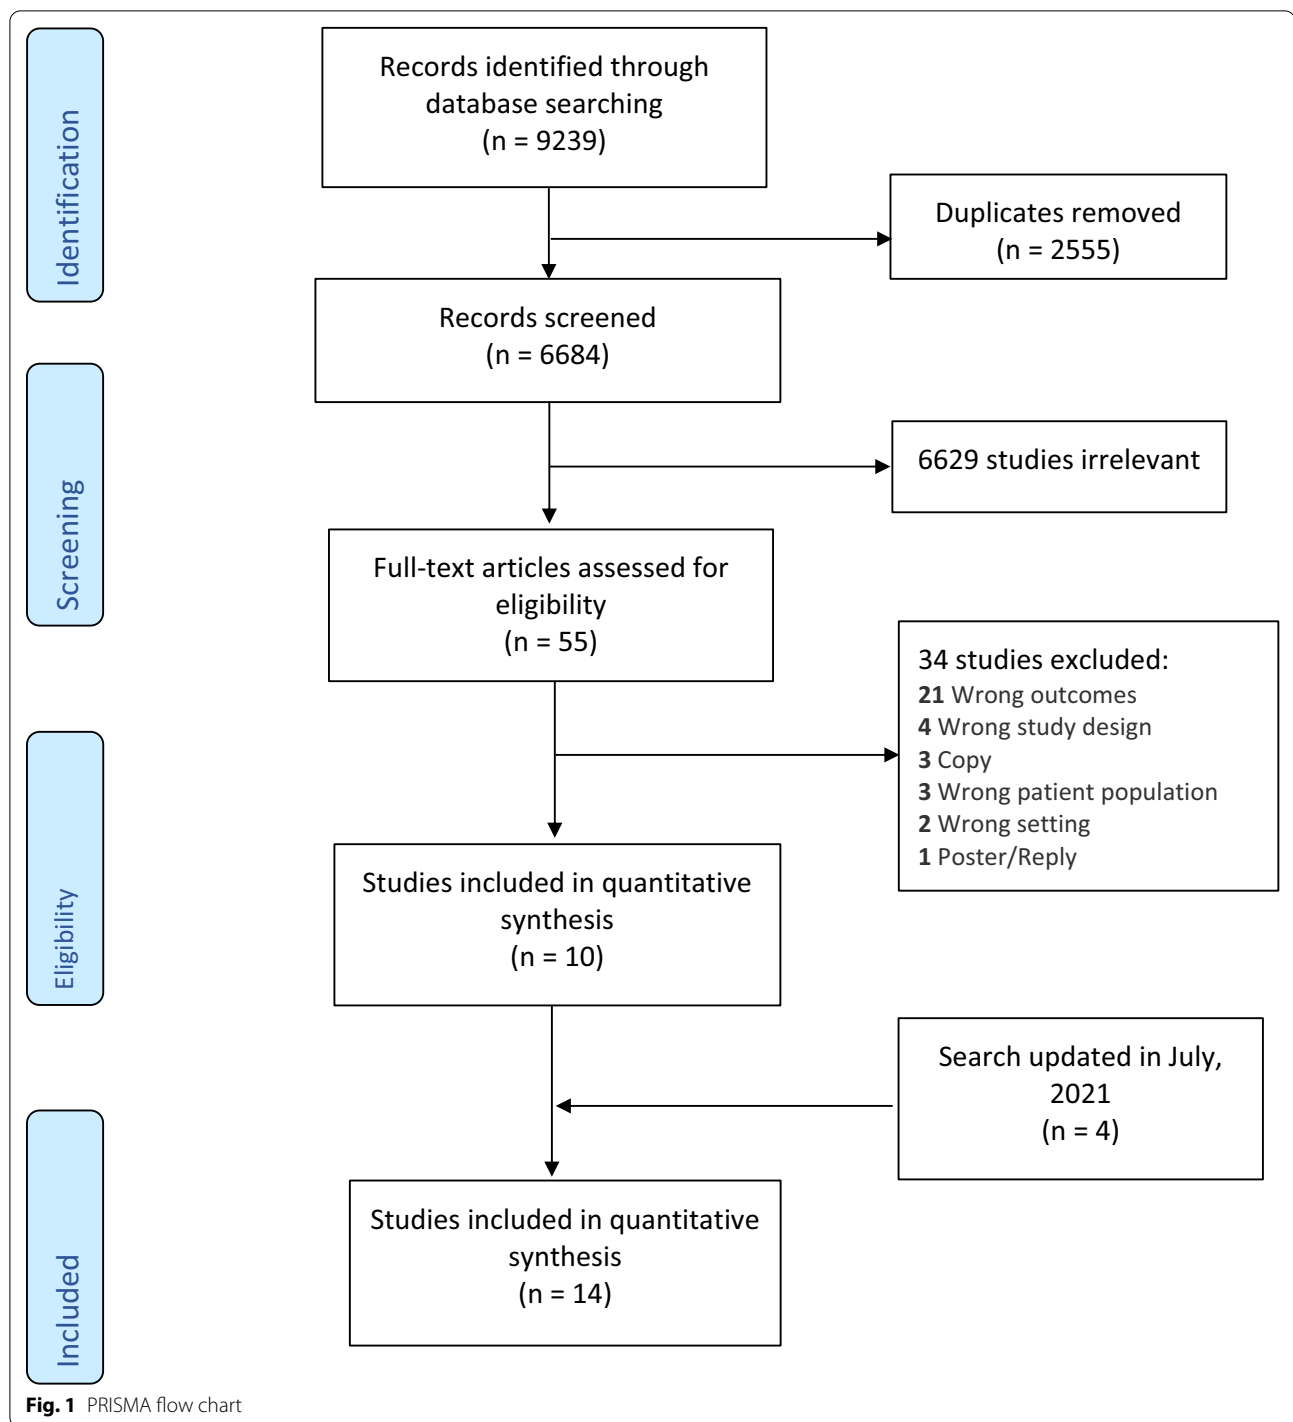 Identification
Records identified through
database searching
(n = 9239)
Duplicates removed
(n = 2555)
Records screened
(n = 6684)
Screening
6629 studies irrelevant
Full-text articles assessed for
eligibility
(n = 55)
34 studies excluded:
21 Wrong outcomes
4 Wrong study design
3 Copy
3 Wrong patient population
2 Wrong setting
1 Poster/Reply
Eligibility
Studies included in quantitative
synthesis
(n = 10)
Search updated in July,
2021
(n = 4)
Included
Studies included in quantitative
synthesis
(n = 14)
Fig. 1 PRISMA flow chart